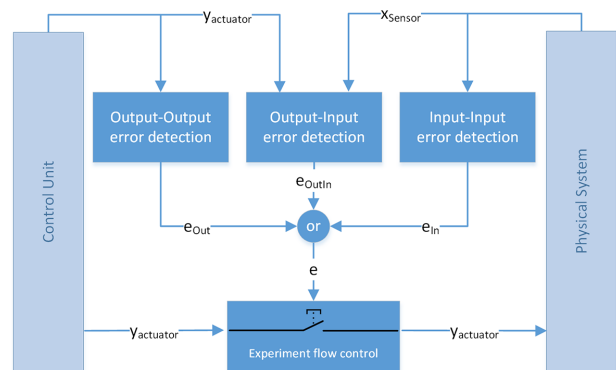 y_actuator
x_Sensor
Output-Output
error detection
Output-Input
error detection
Input-Input
error detection
Control Unit
Physical System
e_OutIn
e_Out
or
e_In
e
y_actuator
y_actuator
Experiment flow control